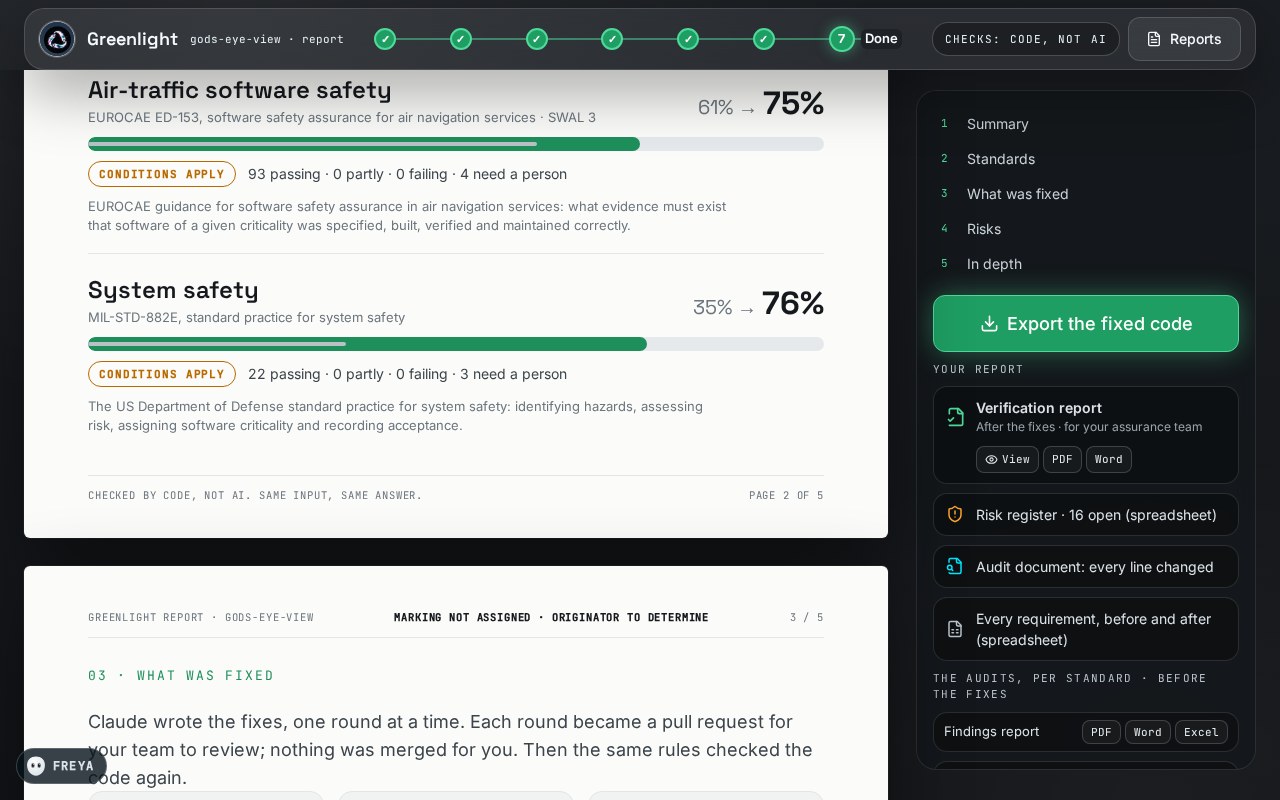 Greenlight
gods-eye-view · report
✓ ✓ ✓ ✓ ✓ ✓ 7 Done
CHECKS: CODE, NOT AI
Reports
Air-traffic software safety
EUROCAE ED-153, software safety assurance for air navigation services · SWAL 3
61% → 75%
CONDITIONS APPLY
93 passing · 0 partly · 0 failing · 4 need a person
EUROCAE guidance for software safety assurance in air navigation services: what evidence must exist
that software of a given criticality was specified, built, verified and maintained correctly.
System safety
MIL-STD-882E, standard practice for system safety
35% → 76%
CONDITIONS APPLY
22 passing · 0 partly · 0 failing · 3 need a person
The US Department of Defense standard practice for system safety: identifying hazards, assessing
risk, assigning software criticality and recording acceptance.
CHECKED BY CODE, NOT AI. SAME INPUT, SAME ANSWER.
PAGE 2 OF 5
GREENLIGHT REPORT · GODS-EYE-VIEW
MARKING NOT ASSIGNED · ORIGINATOR TO DETERMINE
3 / 5
03 · WHAT WAS FIXED
Claude wrote the fixes, one round at a time. Each round became a pull request for
your team to review; nothing was merged for you. Then the same rules checked the
code again.
FREYA
1 Summary
2 Standards
3 What was fixed
4 Risks
5 In depth
Export the fixed code
YOUR REPORT
Verification report
After the fixes · for your assurance team
View
PDF
Word
Risk register · 16 open (spreadsheet)
Audit document: every line changed
Every requirement, before and after
(spreadsheet)
THE AUDITS, PER STANDARD · BEFORE
THE FIXES
Findings report
PDF
Word
Excel